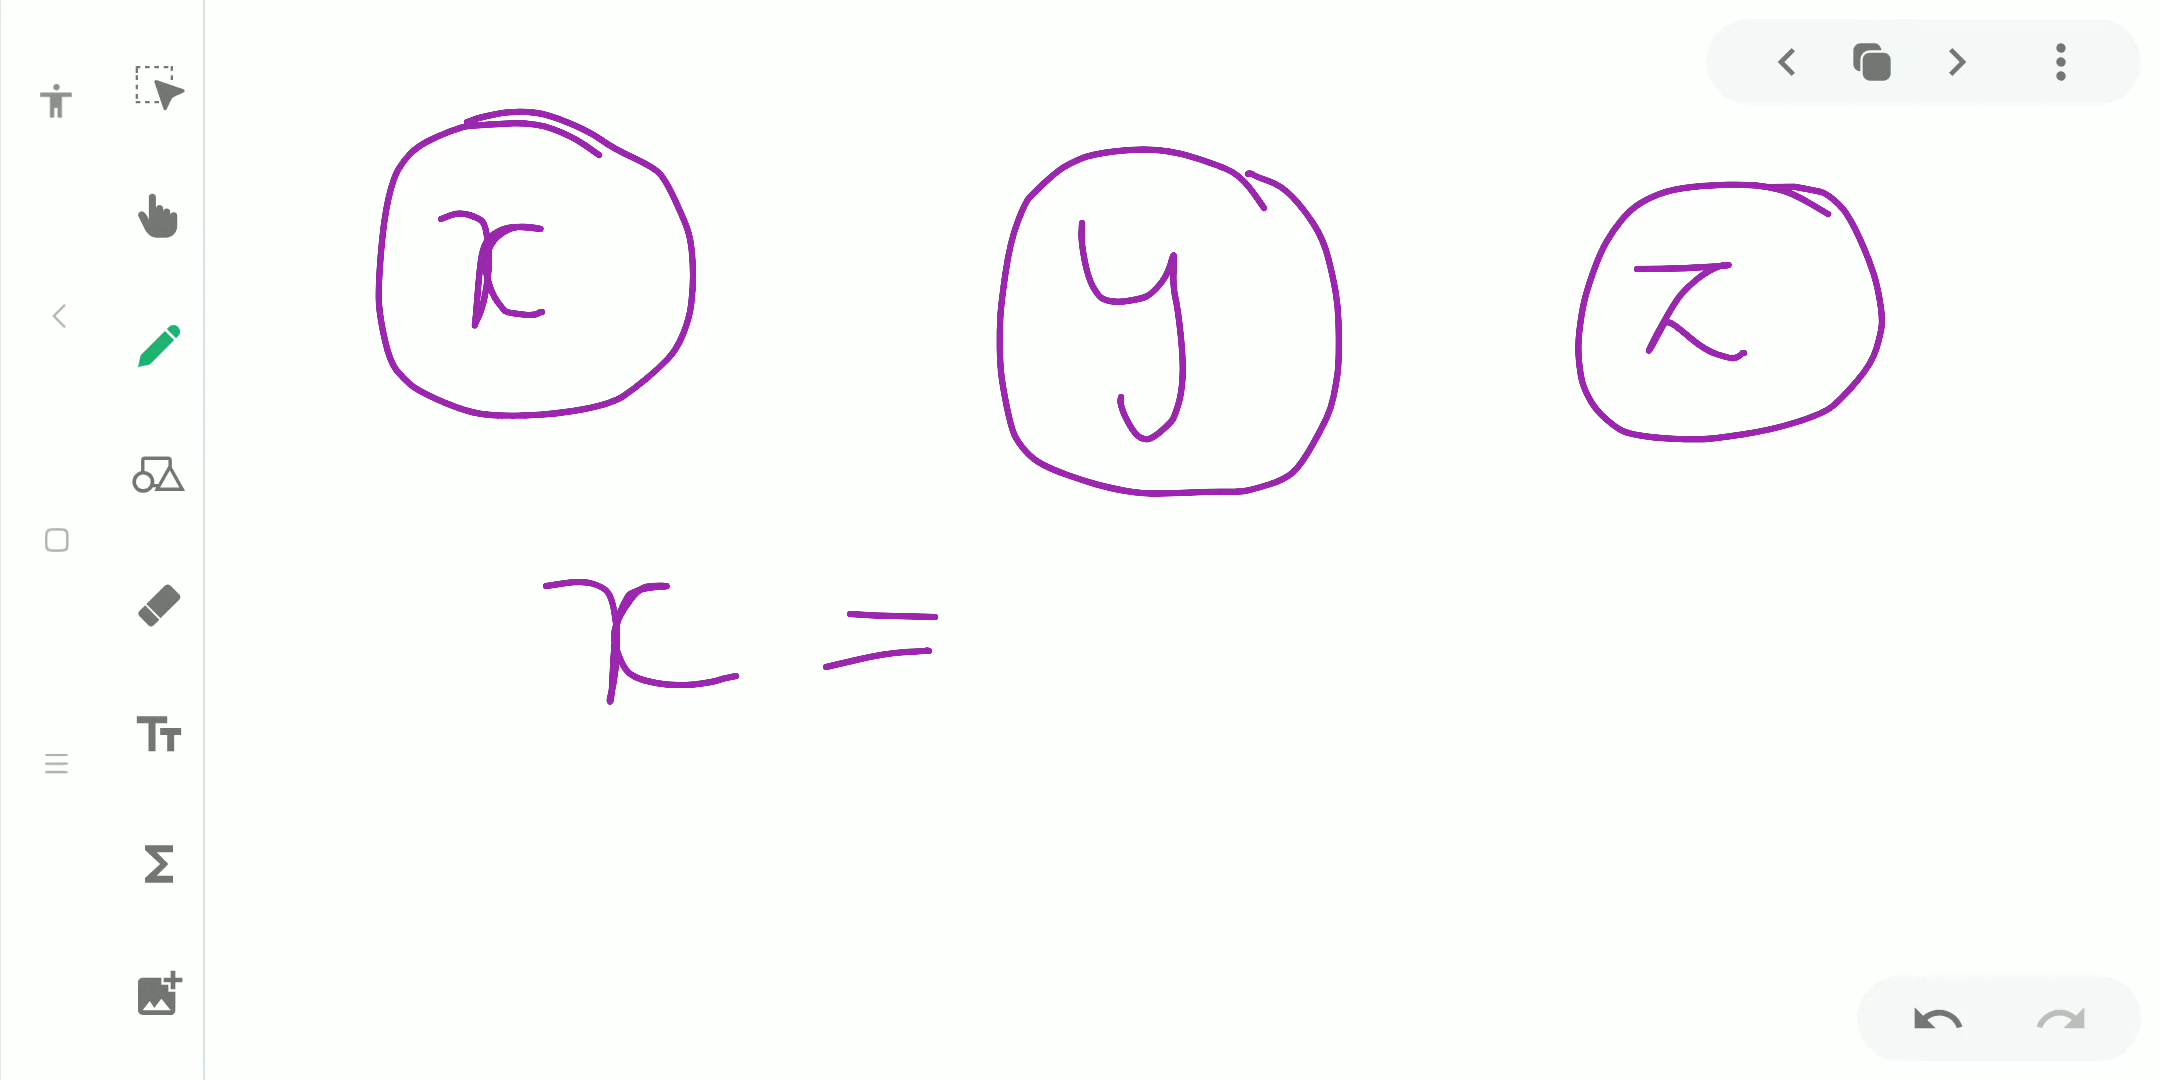 x y z
x =